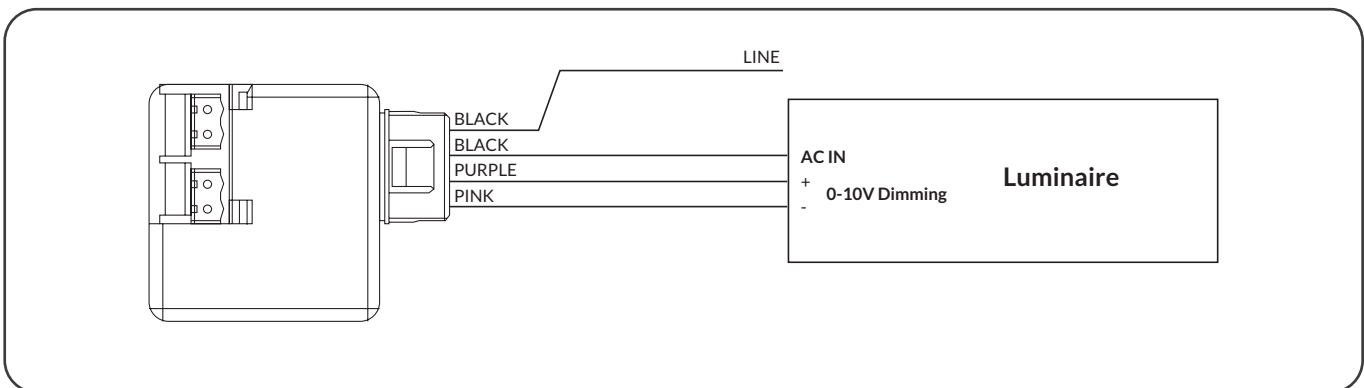 LINE
BLACK
BLACK
PURPLE
PINK
AC IN
+
0-10V Dimming
-
Luminaire